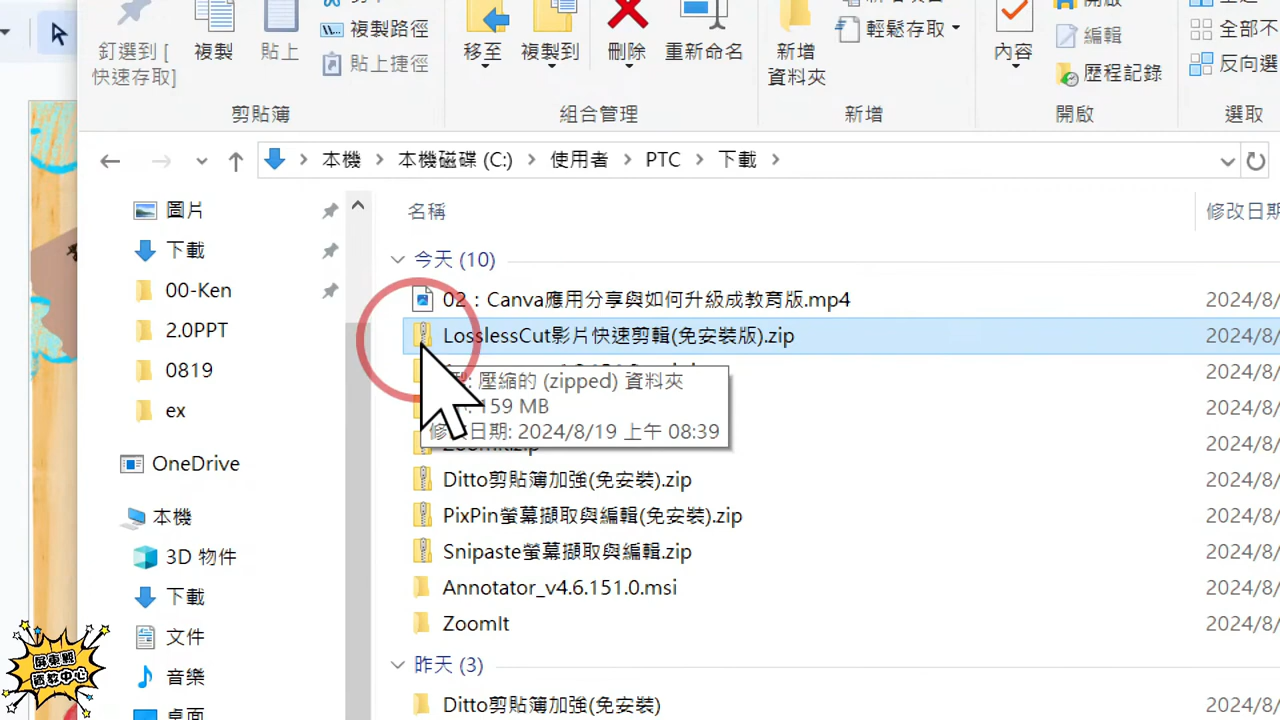 釘選到 [
快速存取]
複製
貼上
複製路徑
貼上捷徑
剪貼簿
移至
複製到
刪除
重新命名
組合管理
新增
資料夾
輕鬆存取
新增
內容
編輯
歷程記錄
開啟
全部不
反向選
選取
本機 > 本機磁碟 (C:) > 使用者 > PTC > 下載 >
圖片
下載
00-Ken
2.0PPT
0819
ex
OneDrive
本機
3D 物件
下載
文件
音樂
桌面
名稱
修改日期
今天 (10)
02：Canva應用分享與如何升級成教育版.mp4
2024/8/
LosslessCut影片快速剪輯(免安裝版).zip
2024/8/
: 壓縮的 (zipped) 資料夾
: 159 MB
修改日期: 2024/8/19 上午 08:39
2024/8/
2024/8/
ZoomIt.zip
2024/8/
Ditto剪貼簿加強(免安裝).zip
2024/8/
PixPin螢幕擷取與編輯(免安裝).zip
2024/8/
Snipaste螢幕擷取與編輯.zip
2024/8/
Annotator_v4.6.151.0.msi
2024/8/
ZoomIt
2024/8/
昨天 (3)
Ditto剪貼簿加強(免安裝)
2024/8/
屏東縣
資教中心